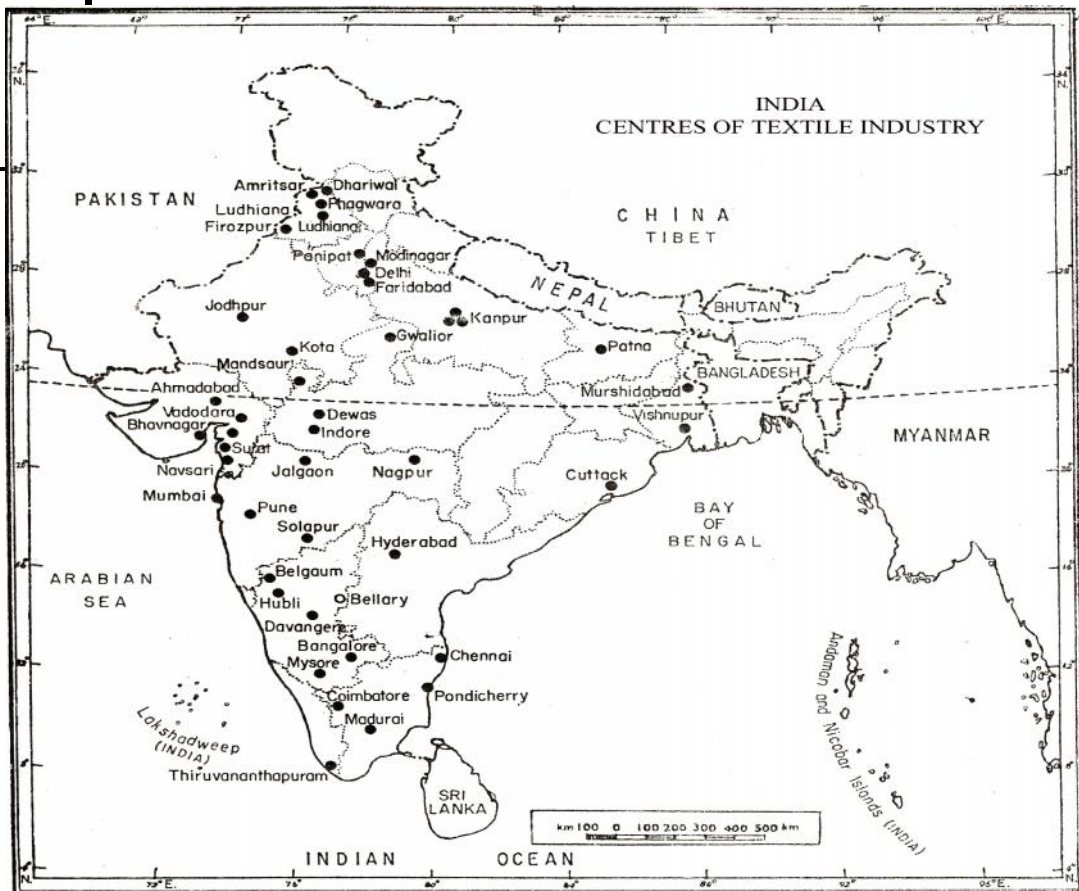 INDIA
CENTRES OF TEXTILE INDUSTRY
PAKISTAN
CHINA
TIBET
Amritsar
Dhariwal
Phagwara
Ludhiana
Ludhiana
Firozpur
Panipat
Modinagar
Delhi
Faridabad
NEPAL
BHUTAN
Jodhpur
Kanpur
Gwalior
Kota
Patna
Mandsaur
BANGLADESH
Ahmadabad
Murshidabad
Vadodara
Dewas
Vishnupur
Bhavnagar
Indore
MYANMAR
Surat
Navsari
Jalgaon
Nagpur
Cuttack
Mumbai
Pune
BAY
OF
BENGAL
Solapur
Hyderabad
ARABIAN
SEA
Belgaum
Hubli
Bellary
Davangere
Bangalore
Chennai
Mysore
Coimbatore
Pondicherry
Madurai
Lakshadweep
(INDIA)
Andaman and Nicobar Islands (INDIA)
Thiruvananthapuram
SRI
LANKA
km 100 0 100 200 300 400 500 km
INDIAN OCEAN